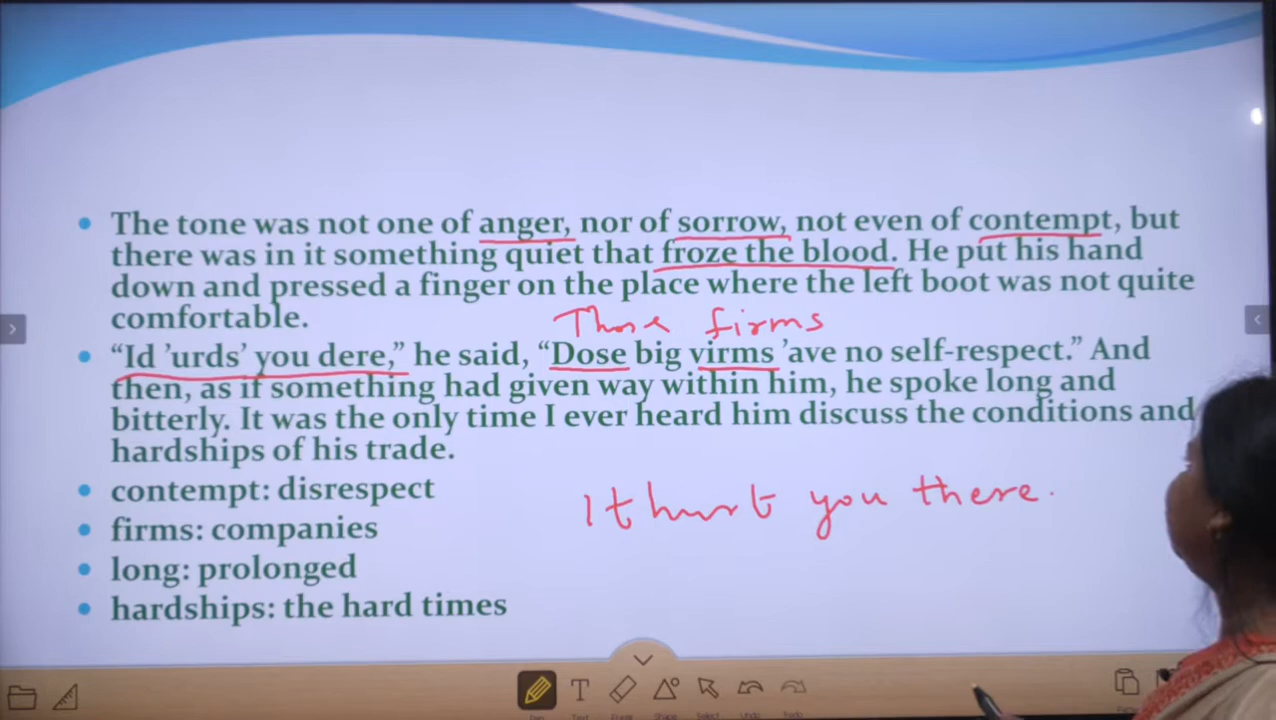 The tone was not one of anger, nor of sorrow, not even of contempt, but
there was in it something quiet that froze the blood. He put his hand
down and pressed a finger on the place where the left boot was not quite
comfortable.
Those firms
“Id ’urds’ you dere,” he said, “Dose big virms ’ave no self-respect.” And
then, as if something had given way within him, he spoke long and
bitterly. It was the only time I ever heard him discuss the conditions and
hardships of his trade.
contempt: disrespect
It hurt you there.
firms: companies
long: prolonged
hardships: the hard times
Text
Select
Undo
Redo